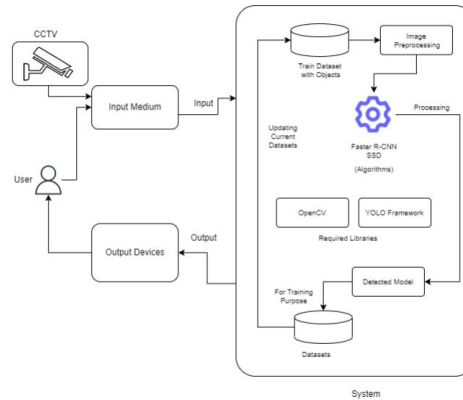 CCTV
Input Medium
Input
User
Output Devices
Output
Train Dataset
with Objects
Image
Preprocessing
Updating
Current
Datasets
Processing
Faster R-CNN
SSD
(Algorithms)
OpenCV
YOLO Framework
Required Libraries
For Training
Purpose
Detected Model
Datasets
System